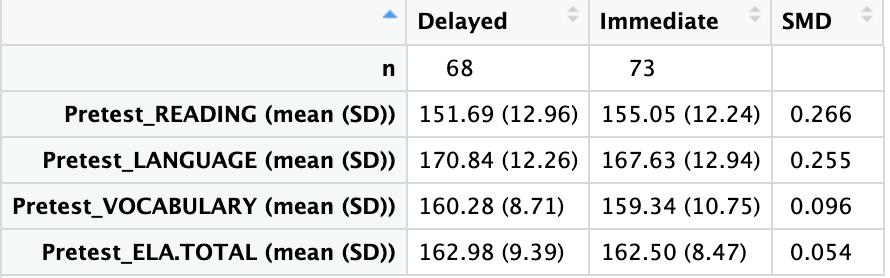 Delayed Immediate SMD
n 68 73
Pretest_READING (mean (SD)) 151.69 (12.96) 155.05 (12.24) 0.266
Pretest_LANGUAGE (mean (SD)) 170.84 (12.26) 167.63 (12.94) 0.255
Pretest_VOCABULARY (mean (SD)) 160.28 (8.71) 159.34 (10.75) 0.096
Pretest_ELA.TOTAL (mean (SD)) 162.98 (9.39) 162.50 (8.47) 0.054